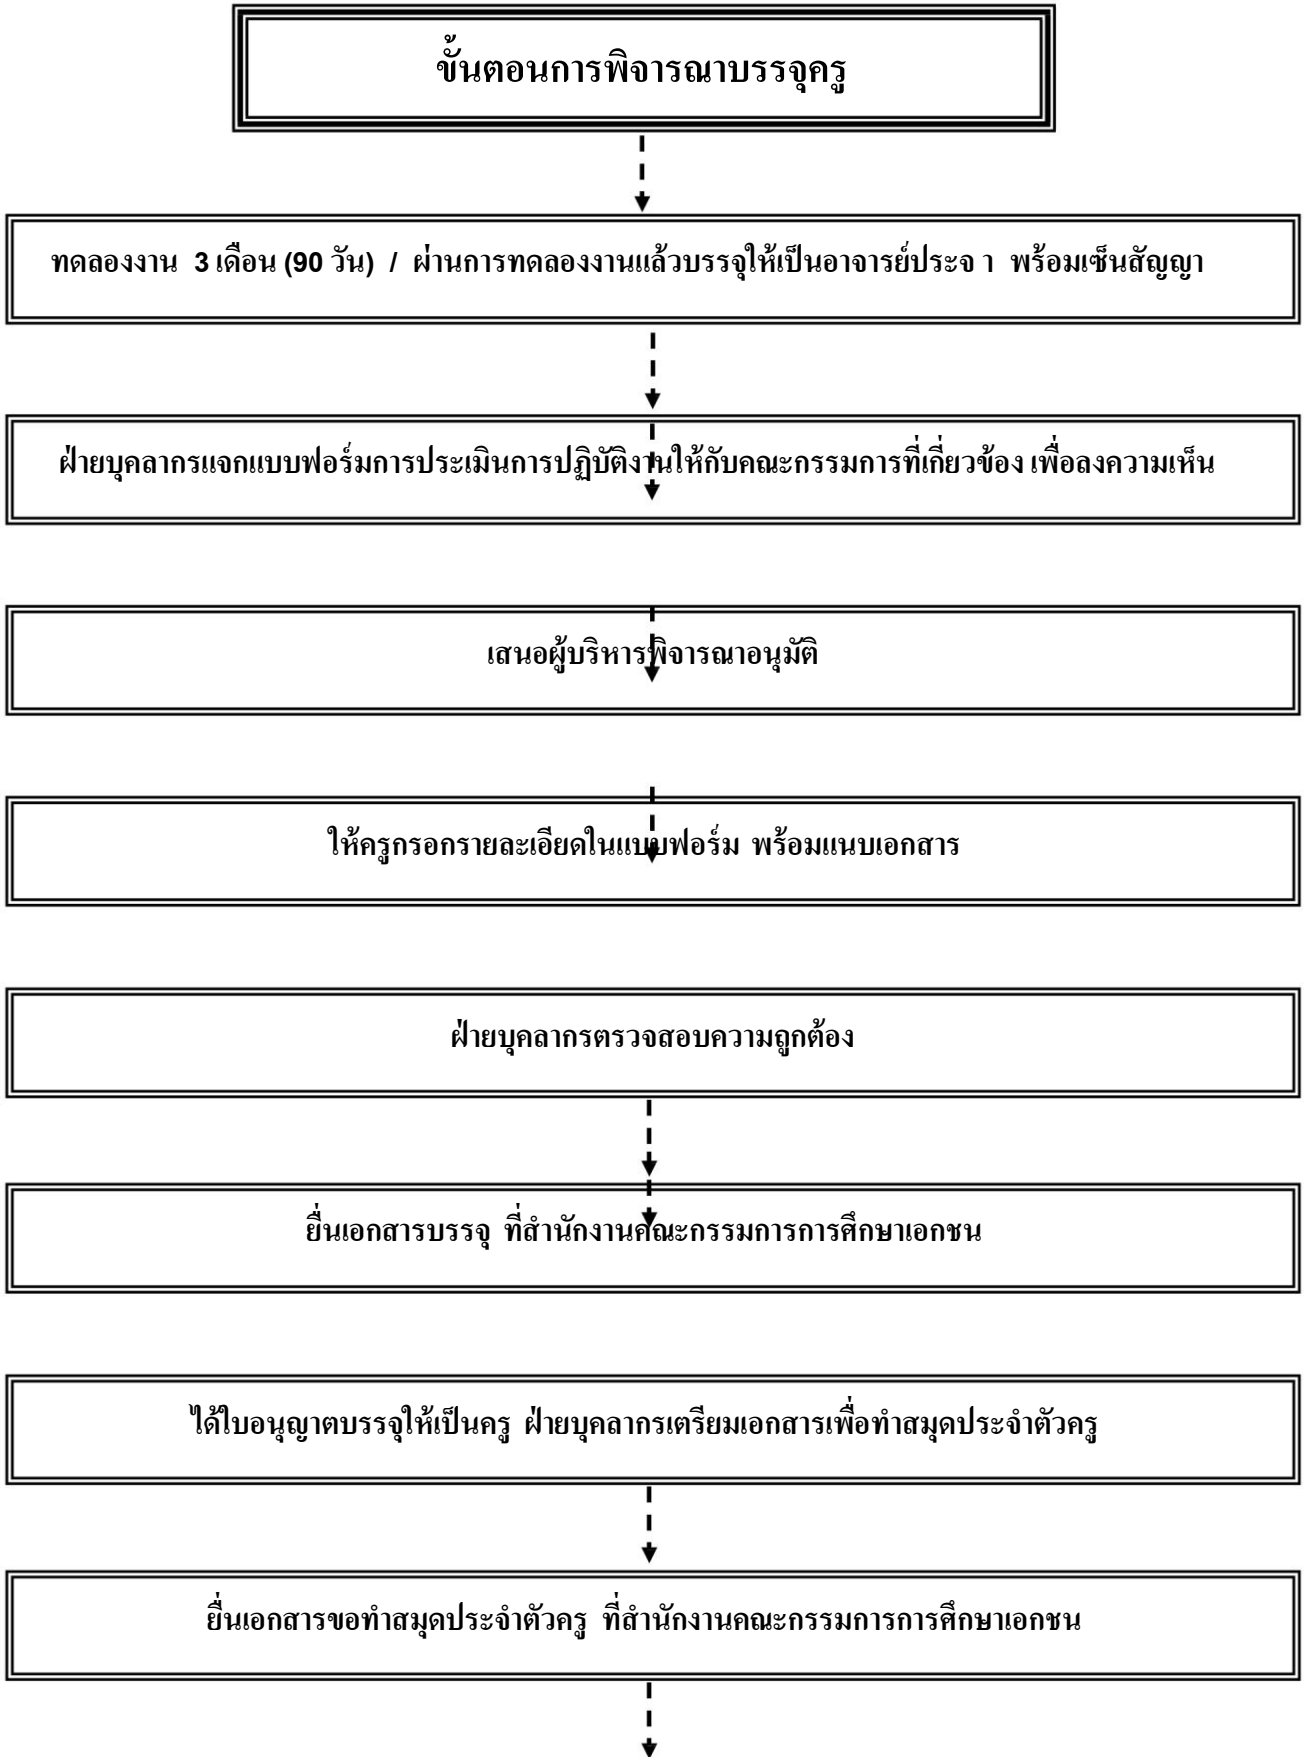 ขั้นตอนการพิจารณาบรรจุครู
ทดลองงาน 3 เดือน (90 วัน) / ผ่านการทดลองงานแล้วบรรจุให้เป็นอาจารย์ประจ า พร้อมเซ็นสัญญา
ฝ่ายบุคลากรแจกแบบฟอร์มการประเมินการปฏิบัติงานให้กับคณะกรรมการที่เกี่ยวข้อง เพื่อลงความเห็น
เสนอผู้บริหารพิจารณาอนุมัติ
ให้ครูกรอกรายละเอียดในแบบฟอร์ม พร้อมแนบเอกสาร
ฝ่ายบุคลากรตรวจสอบความถูกต้อง
ยื่นเอกสารบรรจุ ที่สำนักงานคณะกรรมการการศึกษาเอกชน
ได้ใบอนุญาตบรรจุให้เป็นครู ฝ่ายบุคลากรเตรียมเอกสารเพื่อทำสมุดประจำตัวครู
ยื่นเอกสารขอทำสมุดประจำตัวครู ที่สำนักงานคณะกรรมการการศึกษาเอกชน